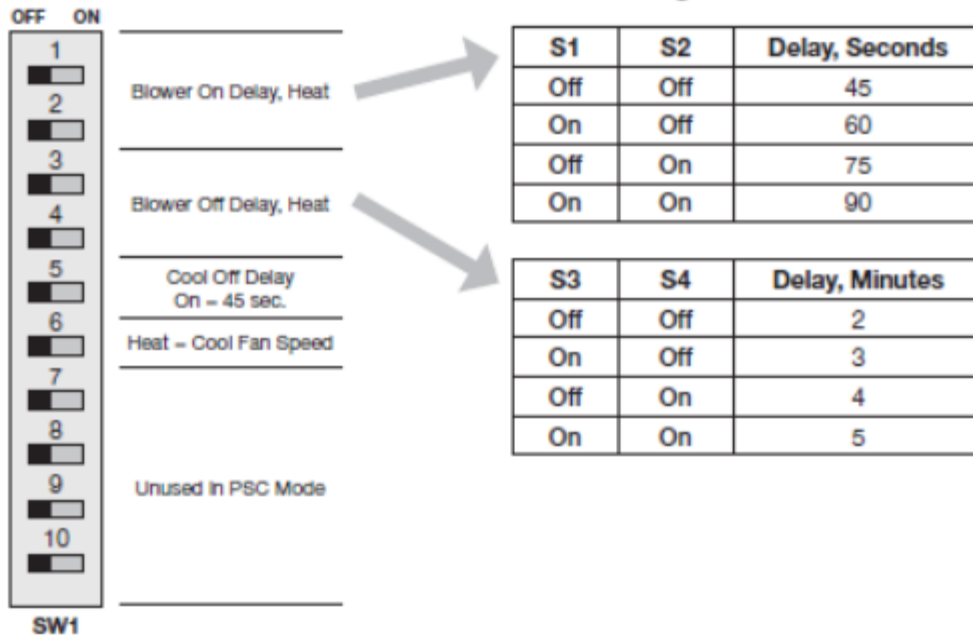 OFF ON
1
2
Blower On Delay, Heat
3
4
Blower Off Delay, Heat
5
Cool Off Delay
On = 45 sec.
6
Heat = Cool Fan Speed
7
8
9
10
Unused in PSC Mode
SW1
S1 S2 Delay, Seconds
Off Off 45
On Off 60
Off On 75
On On 90
S3 S4 Delay, Minutes
Off Off 2
On Off 3
Off On 4
On On 5